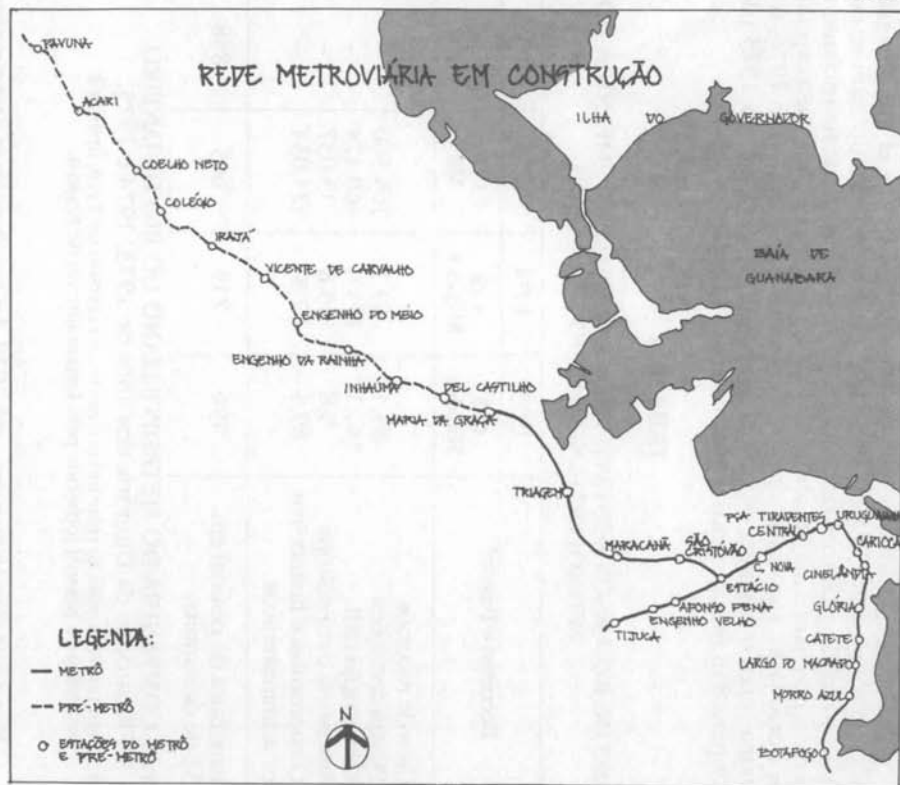 REDE METROVIÁRIA EM CONSTRUÇÃO
PAVUNA
ACARI
COELHO NETO
COLÉGIO
IRAJÁ
VICENTE DE CARVALHO
ENGENHO DO MEIO
ENGENHO DA RAINHA
INHAÚMA
DEL CASTILHO
MARIA DA GRAÇA
TRIAGEM
MARACANÃ
SÃO
CRISTÓVÃO
ILHA DO GOVERNADOR
BAÍA DE
GUANABARA
PÇA TIRADENTES
CENTRAL
C. NOVA
ESTÁCIO
AFONSO PENA
ENGENHO VELHO
TIJUCA
CARIOCA
CINELÂNDIA
GLÓRIA
CATETE
LARGO DO MACHADO
MORRO AZUL
BOTAFOGO
LEGENDA:
METRÔ
PRÉ-METRÔ
ESTAÇÕES DO METRÔ
E PRÉ-METRÔ
N